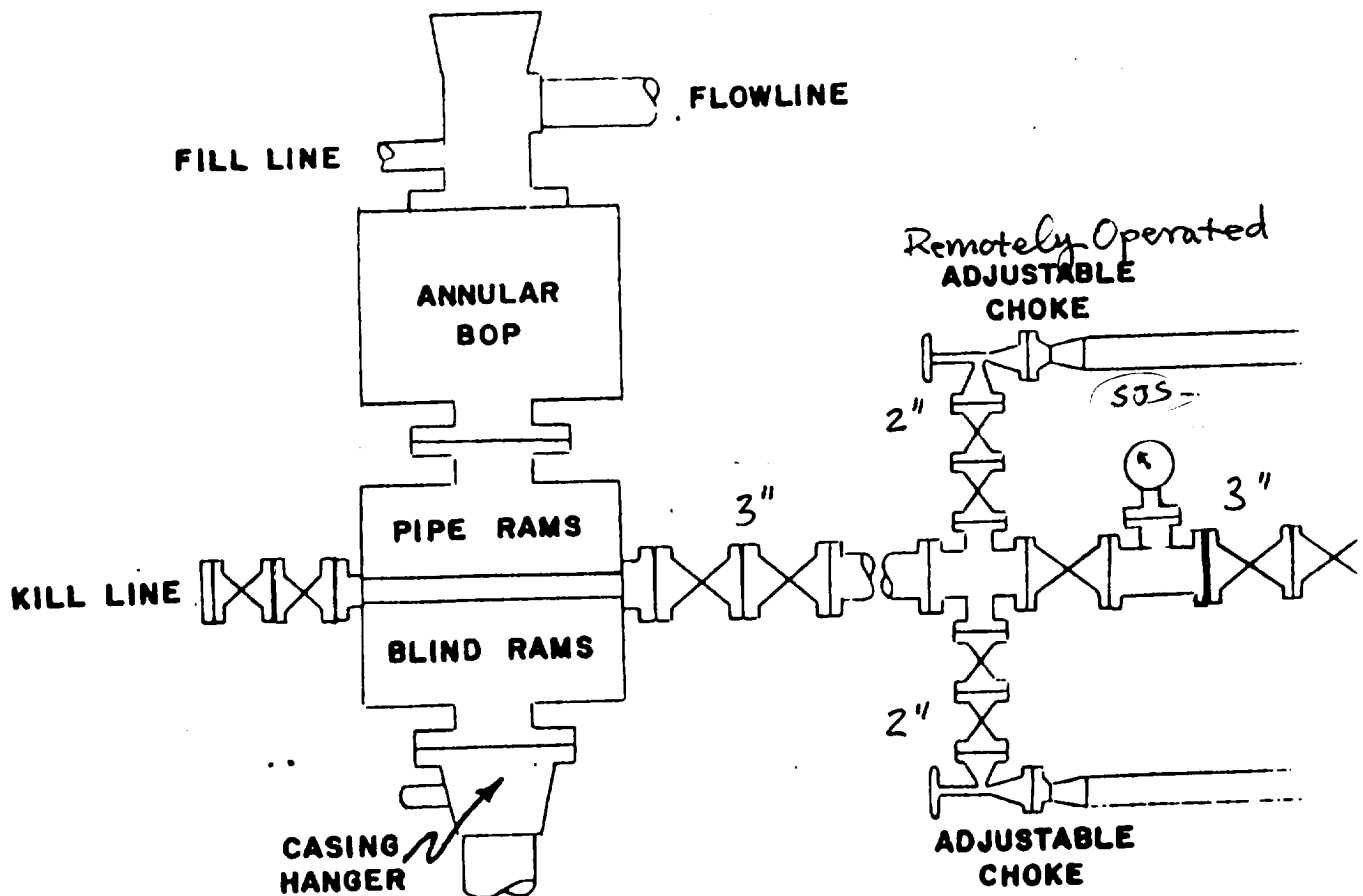 FLOWLINE
FILL LINE
Remotely Operated
ADJUSTABLE
CHOKE
ANNULAR
BOP
SJS
2"
3"
3"
PIPE RAMS
KILL LINE
BLIND RAMS
2"
CASING
HANGER
ADJUSTABLE
CHOKE